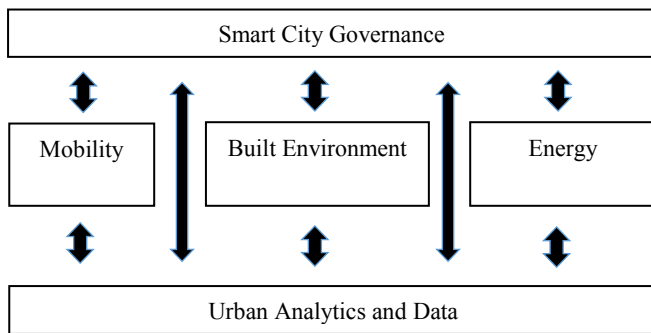 Smart City Governance
Mobility
Built Environment
Energy
Urban Analytics and Data